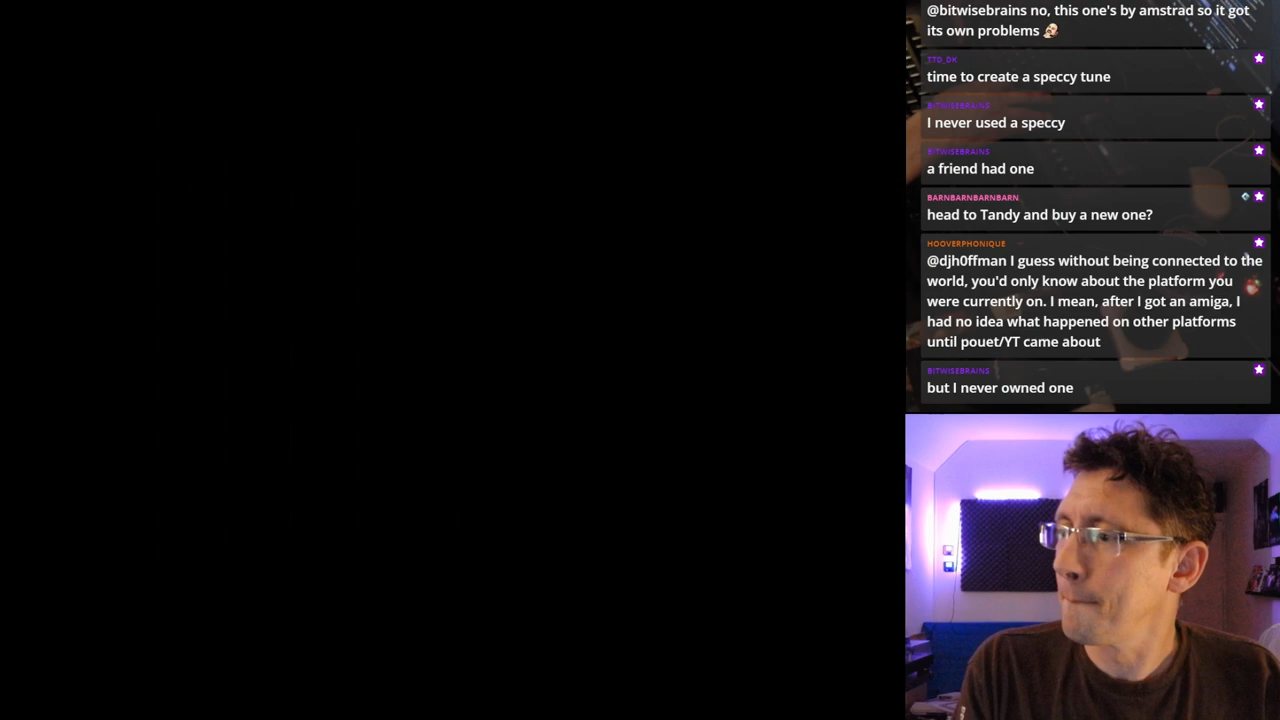 @bitwisebrains no, this one's by amstrad so it got
its own problems
TTO_DK
time to create a speccy tune
BITWISEBRAINS
I never used a speccy
BITWISEBRAINS
a friend had one
BARNBARNBARNBARN
head to Tandy and buy a new one?
HOOVERPHONIQUE
@djh0ffman I guess without being connected to the
world, you'd only know about the platform you
were currently on. I mean, after I got an amiga, I
had no idea what happened on other platforms
until pouet/YT came about
BITWISEBRAINS
but I never owned one